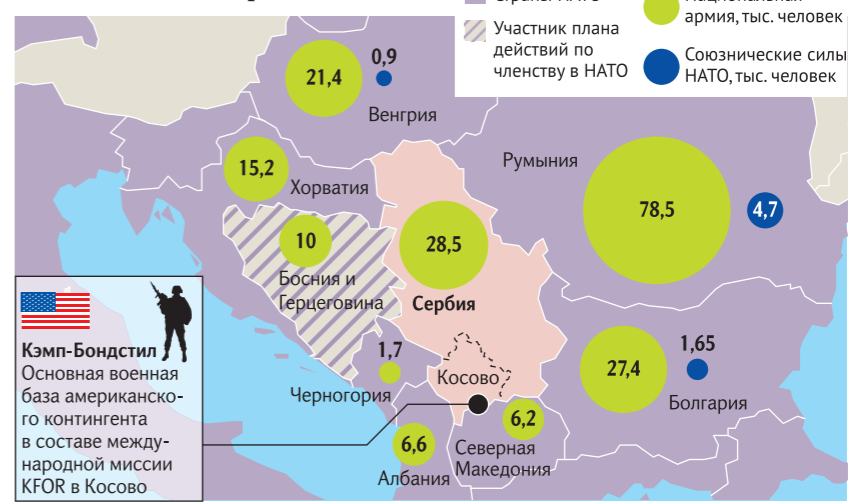 армия, тыс. человек
Участник плана
действий по
членству в НАТО
Союзнические силы
НАТО, тыс. человек
21,4
0,9
Венгрия
15,2
Хорватия
Румыния
78,5
4,7
10
Босния и
Герцеговина
28,5
Сербия
Кэмп-Бондстил
Основная военная
база американско-
го контингента
в составе между-
народной миссии
KFOR в Косово
1,7
Черногория
Косово
27,4
1,65
Болгария
6,6
Албания
6,2
Северная
Македония